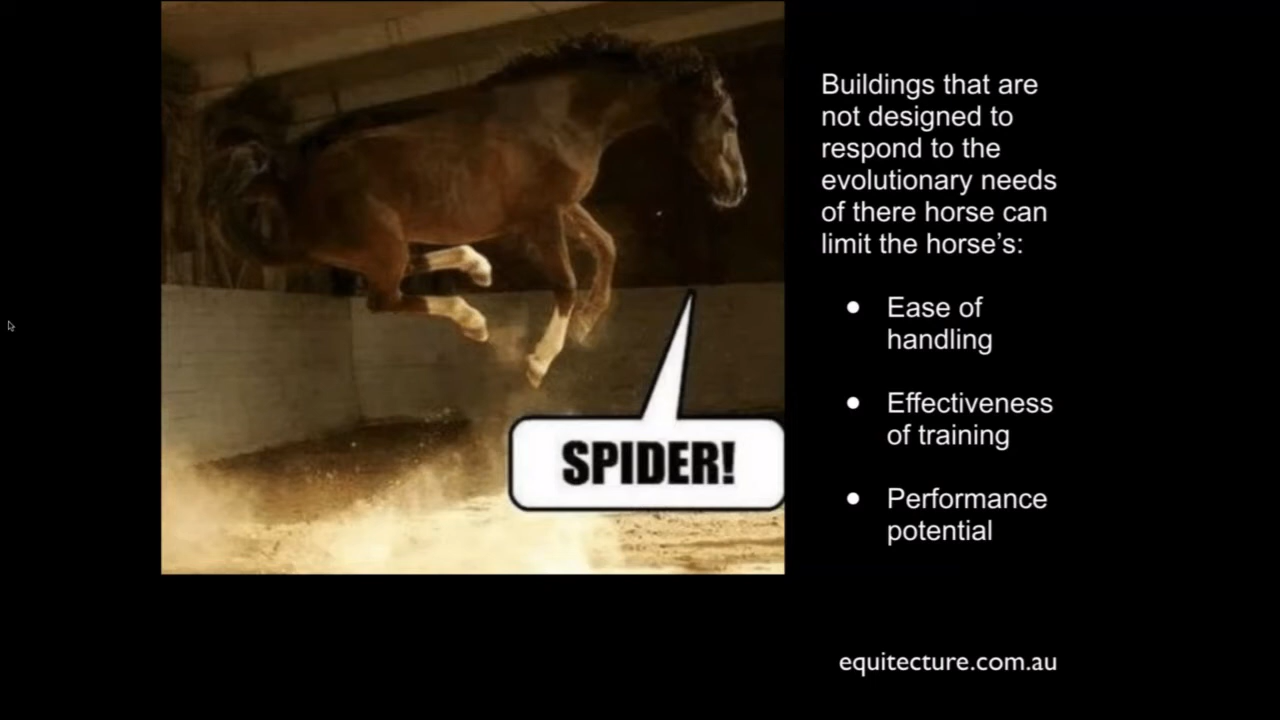 Buildings that are
not designed to
respond to the
evolutionary needs
of there horse can
limit the horse’s:
● Ease of
handling
● Effectiveness
of training
● Performance
potential
SPIDER!
equitecture.com.au